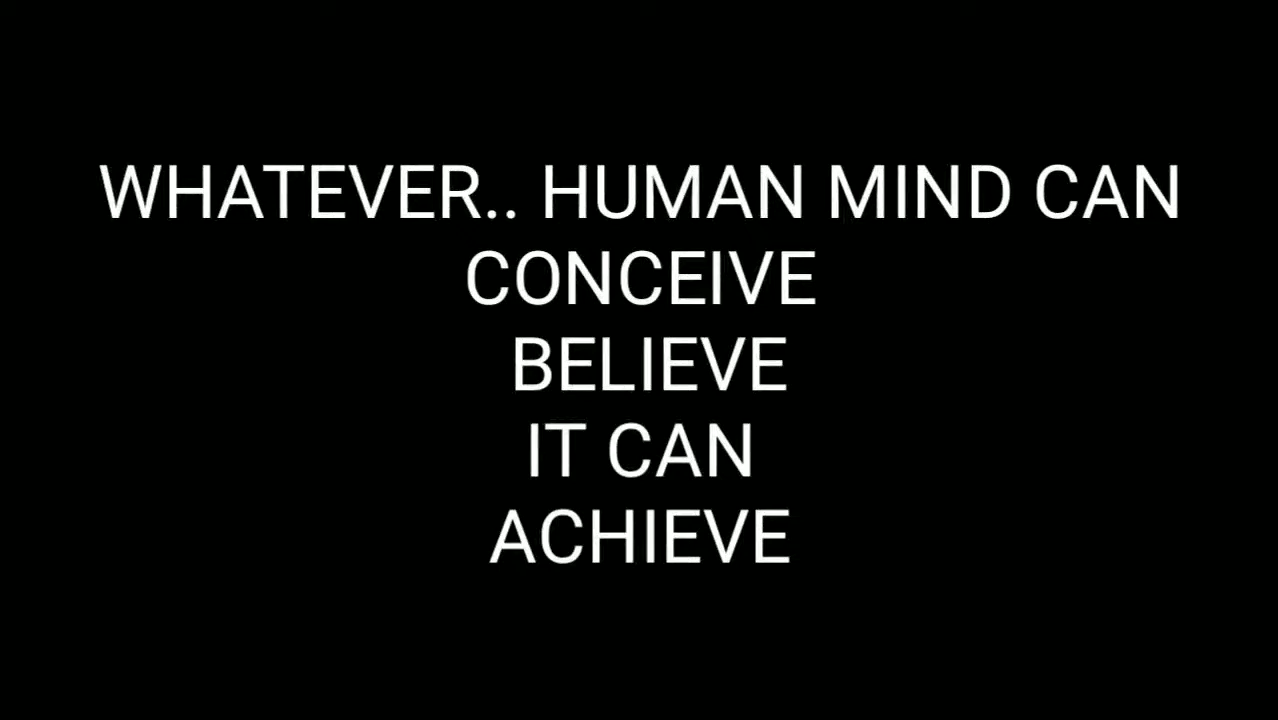 WHATEVER.. HUMAN MIND CAN
CONCEIVE
BELIEVE
IT CAN
ACHIEVE